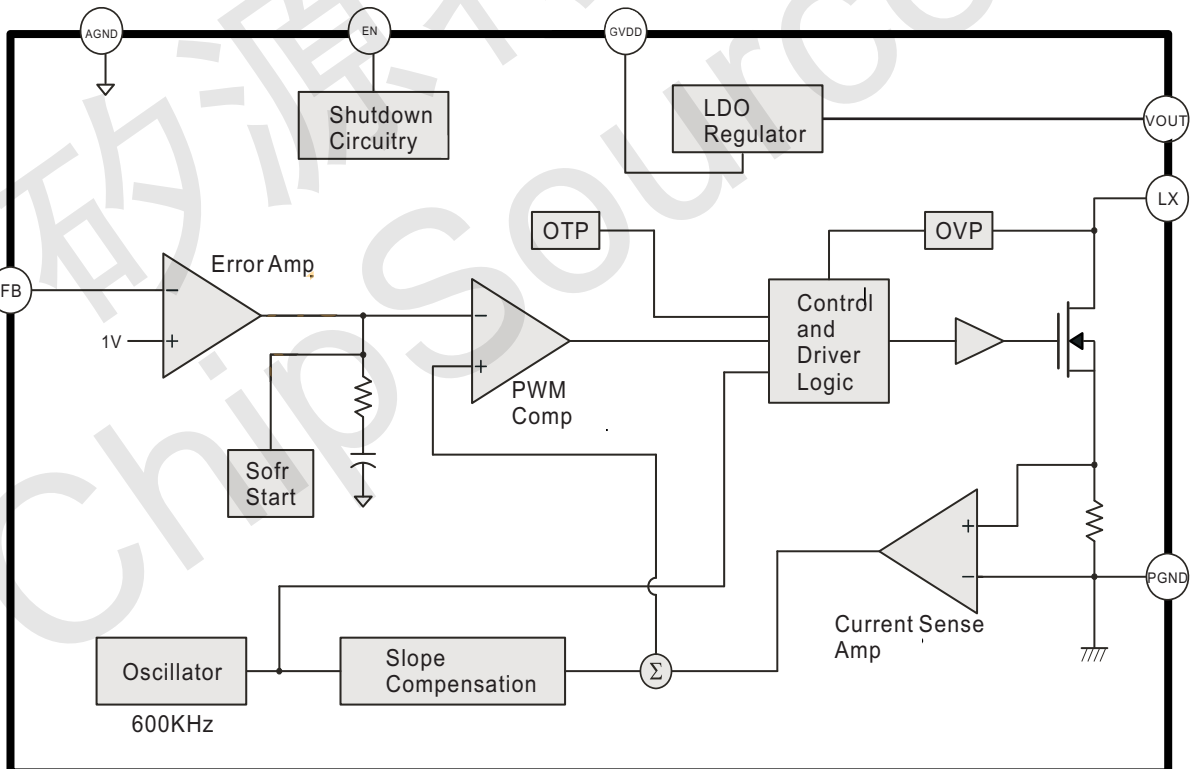 AGND
EN
GVDD
Shutdown
Circuitry
LDO
Regulator
VOUT
LX
OTP
OVP
Error Amp
FB
−
1V
+
−
+
PWM
Comp
Control
and
Driver
Logic
Sofr
Start
+
−
PGND
Current Sense
Amp
Oscillator
600KHz
Slope
Compensation
Σ
矽源
ChipSource